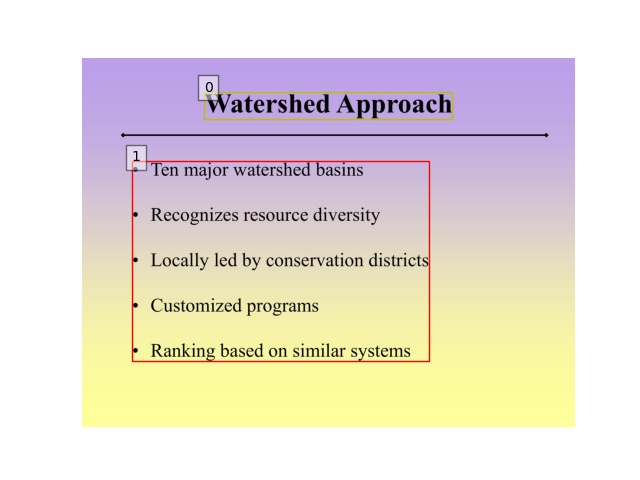 0
Watershed Approach
1
• Ten major watershed basins
• Recognizes resource diversity
• Locally led by conservation districts
• Customized programs
• Ranking based on similar systems